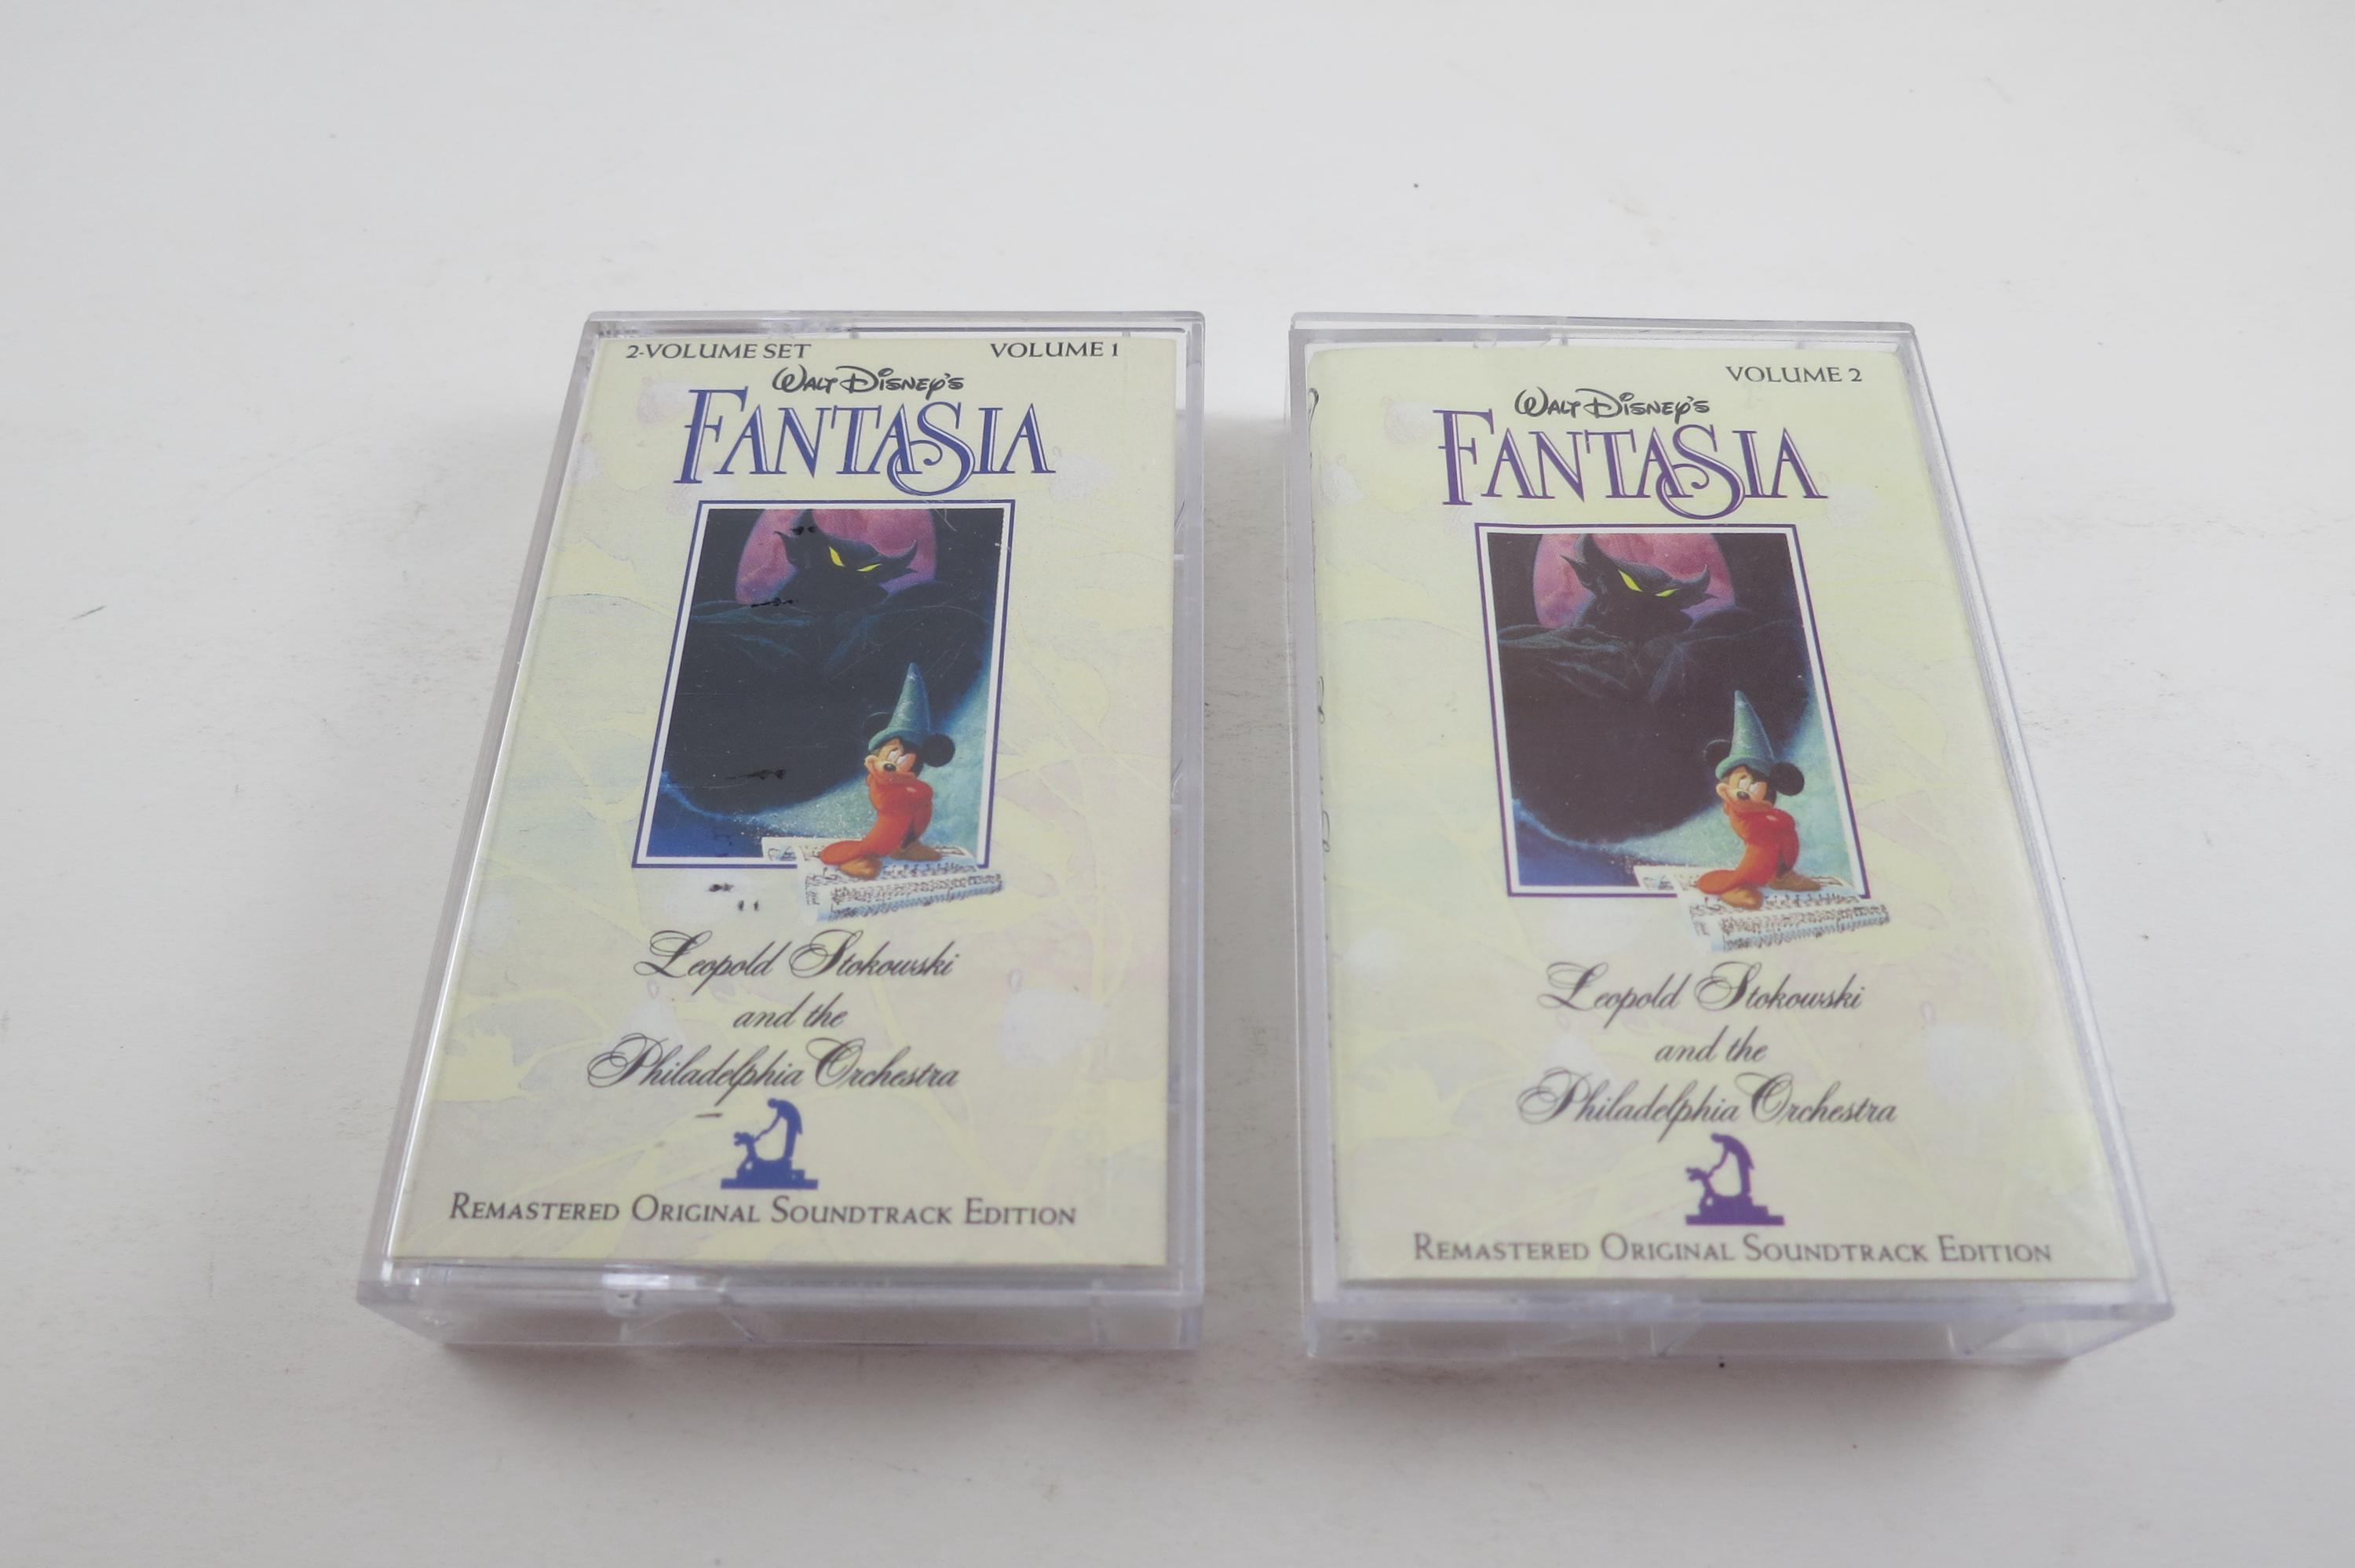 2-VOLUME SET VOLUME 1
WALT DISNEY'S
FANTASIA
Leopold Stokowski
and the
Philadelphia Orchestra
REMASTERED ORIGINAL SOUNDTRACK EDITION
VOLUME 2
WALT DISNEY'S
FANTASIA
Leopold Stokowski
and the
Philadelphia Orchestra
REMASTERED ORIGINAL SOUNDTRACK EDITION